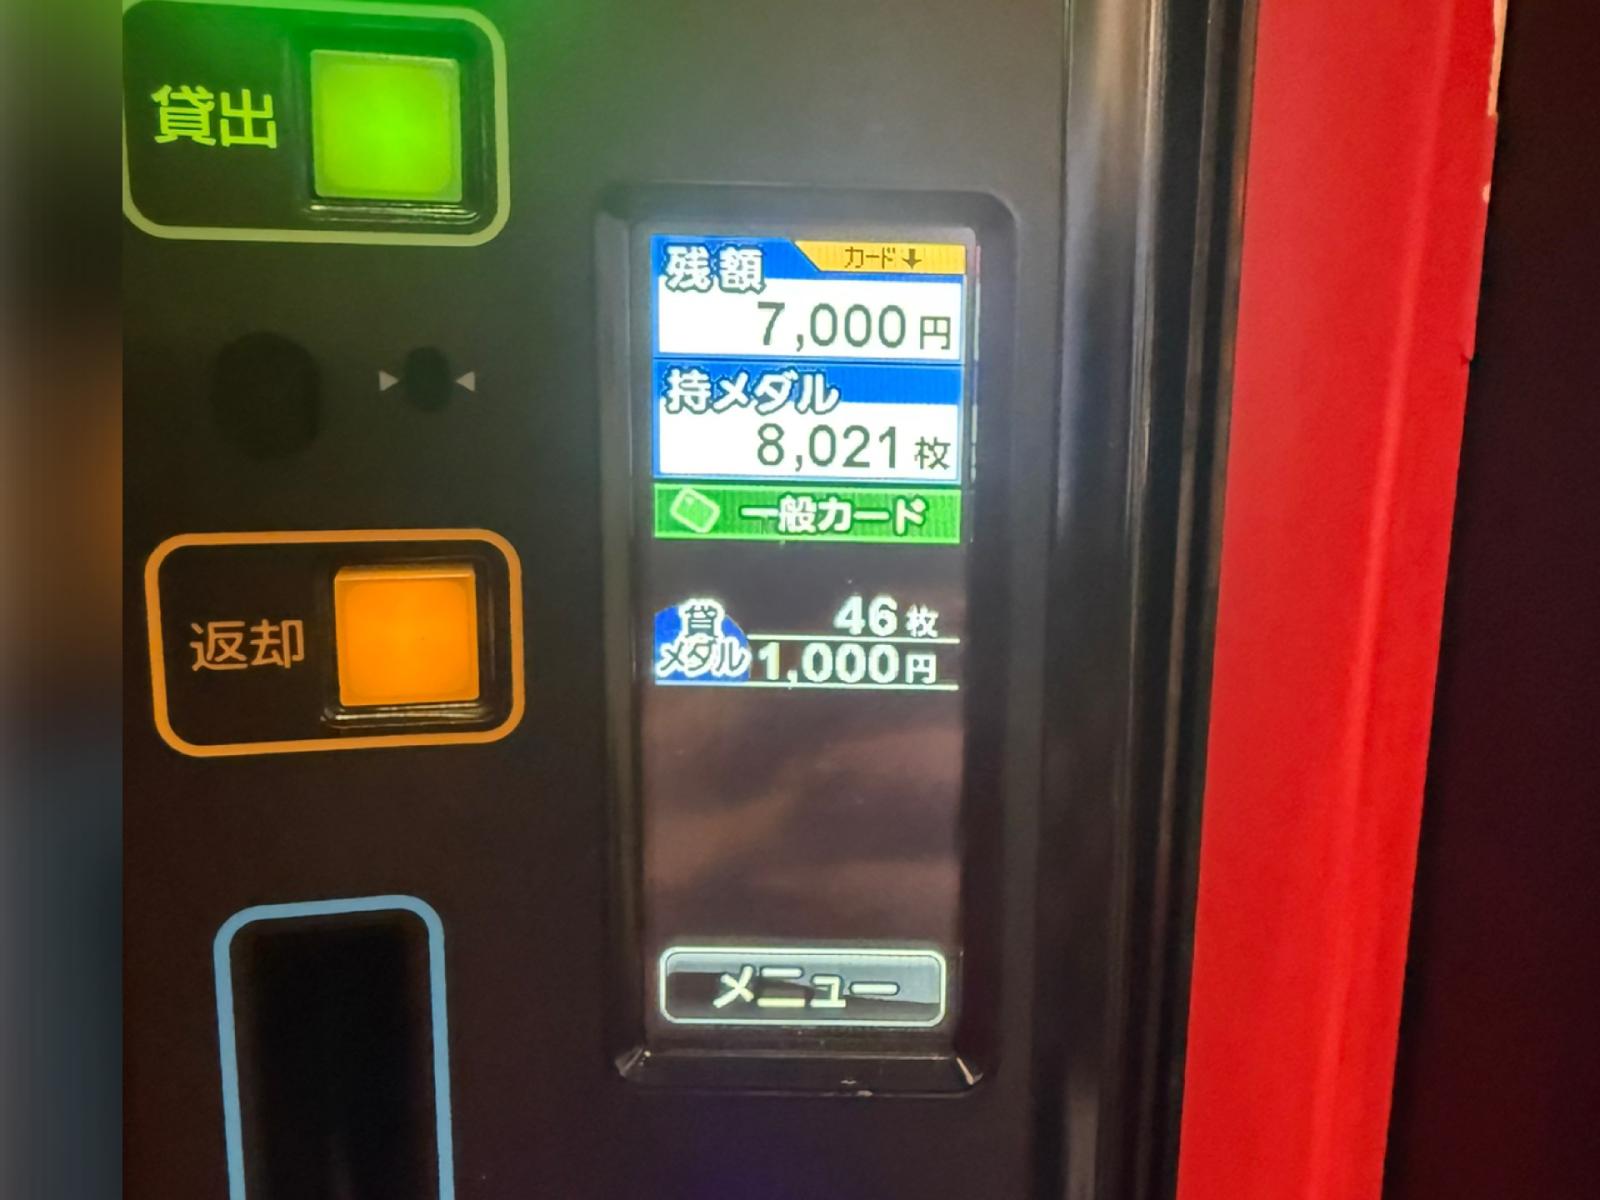 貸出
残額
カード↓
7,000円
持メダル
8,021枚
一般カード
貸メダル
46枚
1,000円
返却
メニュー